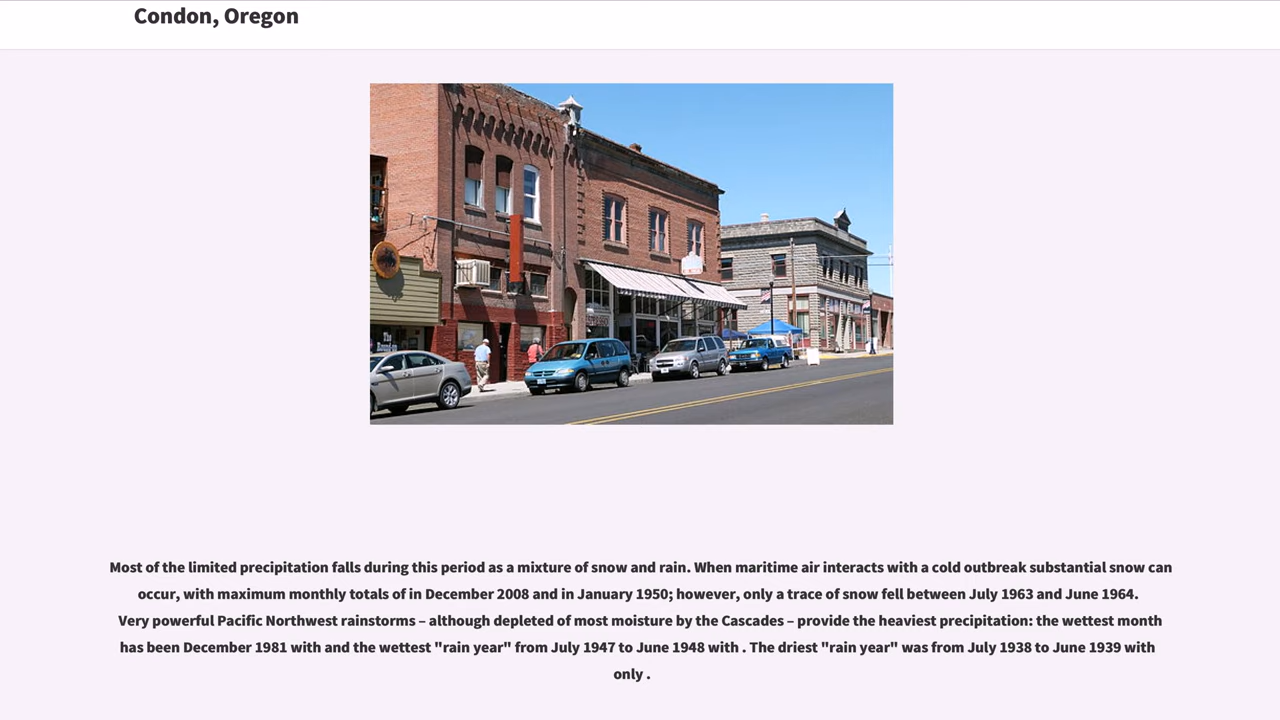 Condon, Oregon
The
Most of the limited precipitation falls during this period as a mixture of snow and rain. When maritime air interacts with a cold outbreak substantial snow can
occur, with maximum monthly totals of in December 2008 and in January 1950; however, only a trace of snow fell between July 1963 and June 1964.
Very powerful Pacific Northwest rainstorms – although depleted of most moisture by the Cascades – provide the heaviest precipitation: the wettest month
has been December 1981 with and the wettest "rain year" from July 1947 to June 1948 with . The driest "rain year" was from July 1938 to June 1939 with
only .